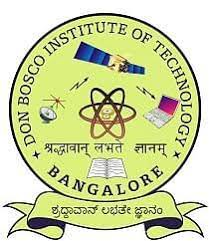 DON BOSCO INSTITUTE OF TECHNOLOGY
श्रद्धावान् लभते ज्ञानम्
BANGALORE
ಶ್ರದ್ಧಾವಾನ್ ಲಭತೇ ಜ್ಞಾನಂ